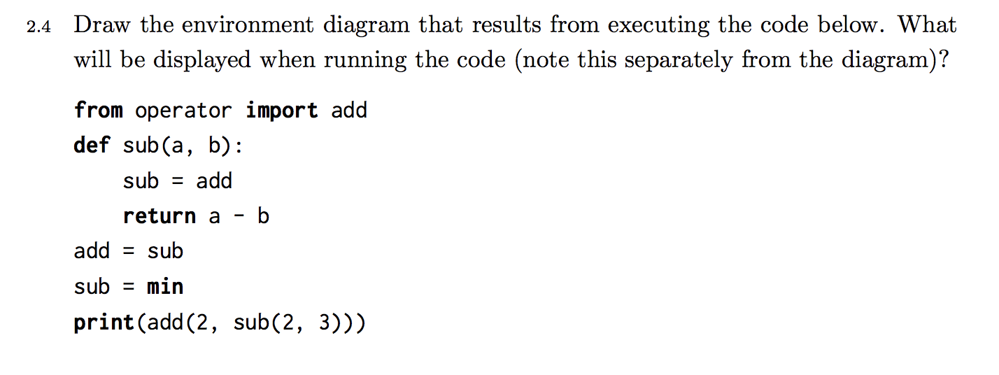 2.4 Draw the environment diagram that results from executing the code below. What
will be displayed when running the code (note this separately from the diagram)?
from operator import add
def sub(a, b):
    sub = add
    return a - b
add = sub
sub = min
print(add(2, sub(2, 3)))